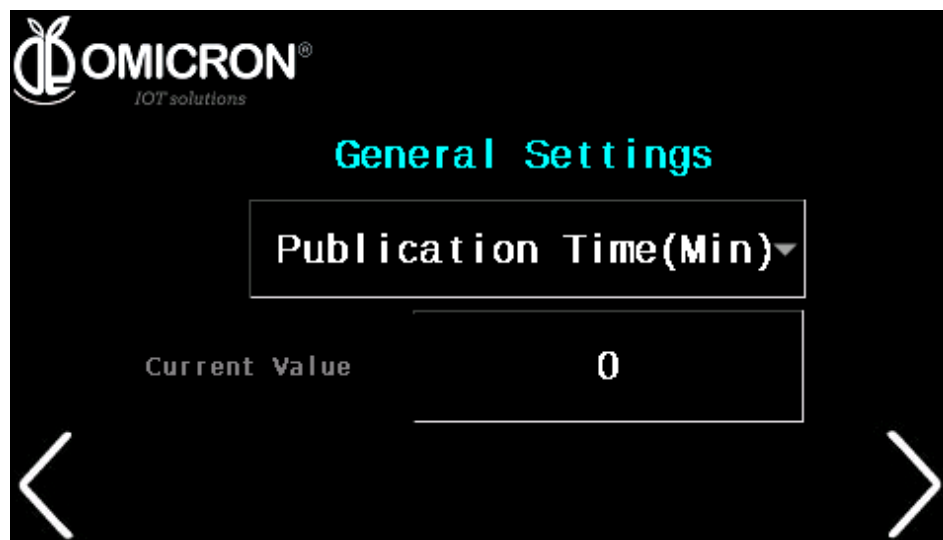 OMICRON®
IOT solutions
General Settings
Publication Time(Min)
Current Value 0